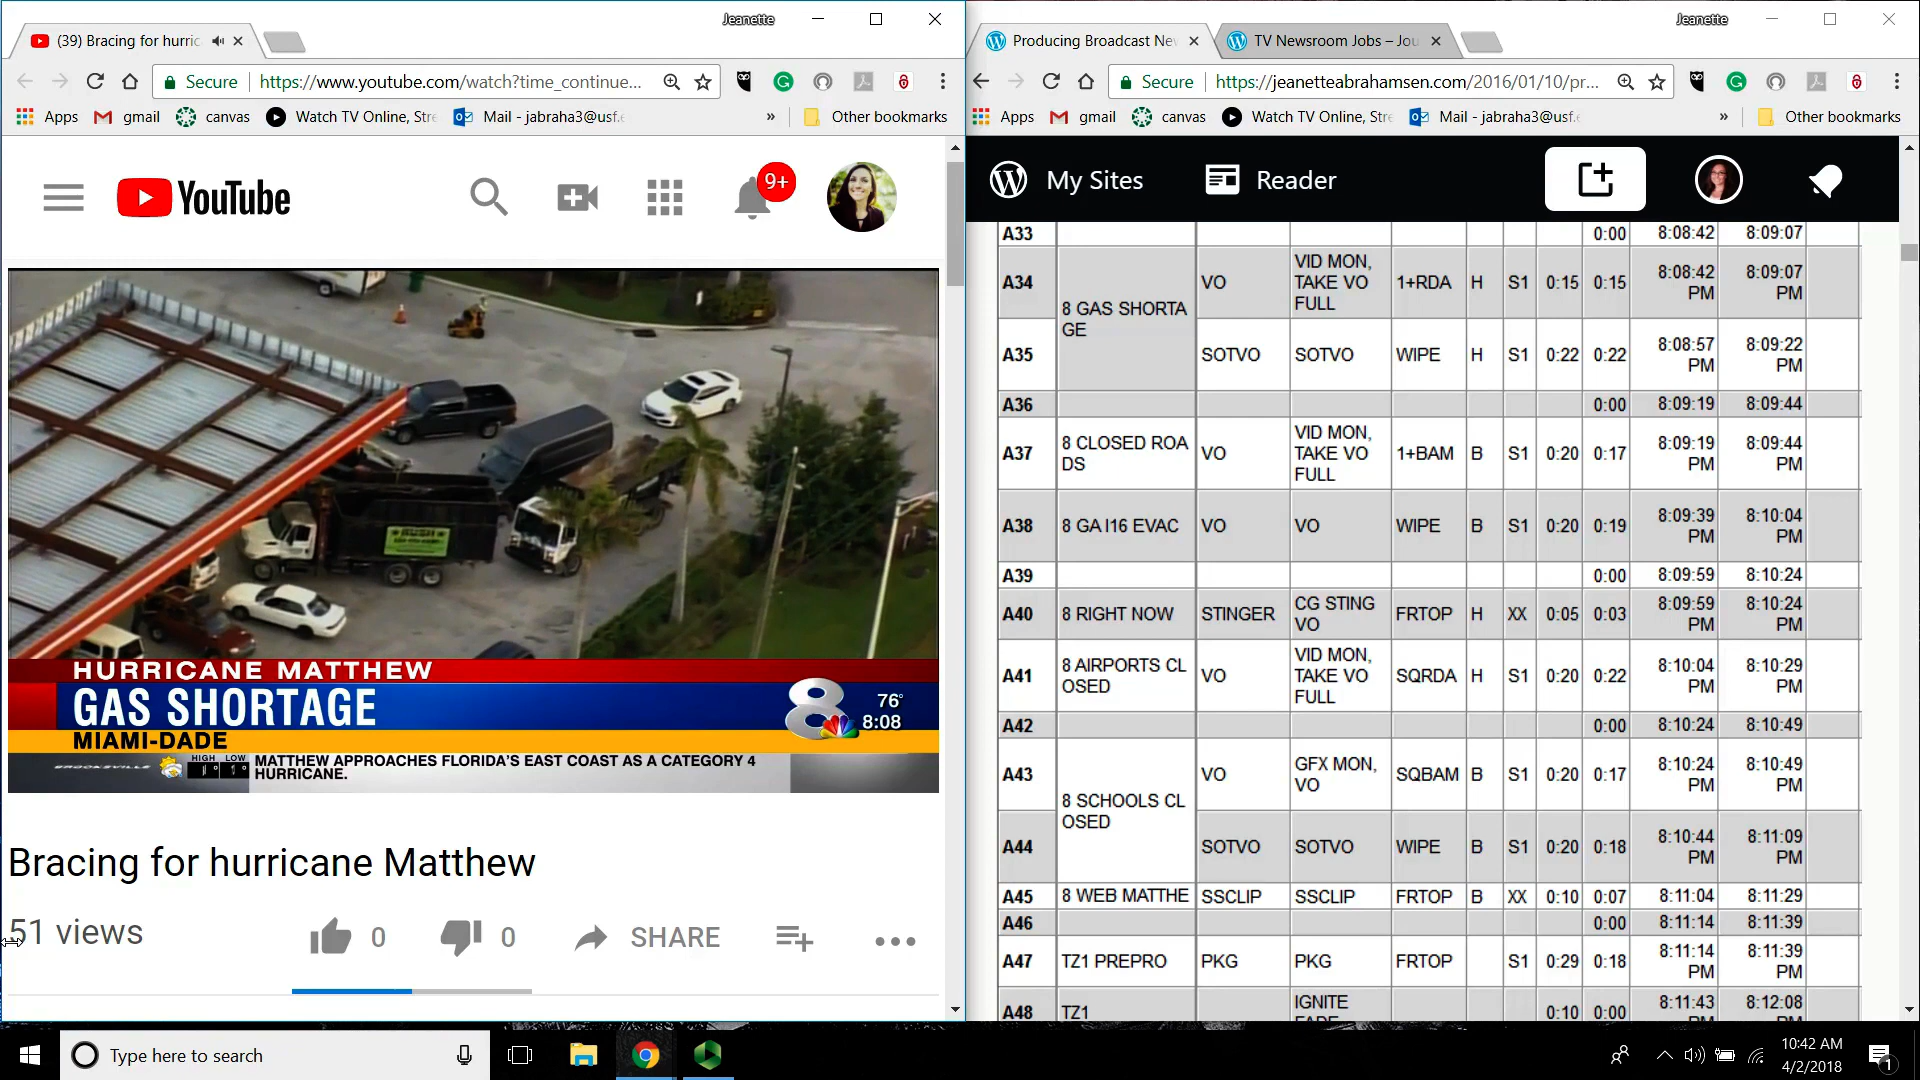 Jeanette
(39) Bracing for hurric
Secure https://www.youtube.com/watch?time_continue...
Apps gmail canvas Watch TV Online, Stre Mail - jabraha3@usf.e » Other bookmarks
YouTube 9+
HURRICANE MATTHEW
GAS SHORTAGE
MIAMI-DADE
8 76° 8:08
BROOKSVILLE HIGH LOW
MATTHEW APPROACHES FLORIDA'S EAST COAST AS A CATEGORY 4
HURRICANE.
Bracing for hurricane Matthew
51 views 0 0 SHARE
Jeanette
Producing Broadcast Nev TV Newsroom Jobs – Jou
Secure https://jeanetteabrahamsen.com/2016/01/10/pr...
Apps gmail canvas Watch TV Online, Stre Mail - jabraha3@usf.e » Other bookmarks
My Sites Reader
A33 0:00 8:08:42 8:09:07
A34 8 GAS SHORTA
GE VO VID MON,
TAKE VO
FULL 1+RDA H S1 0:15 0:15 8:08:42
PM 8:09:07
PM
A35 SOTVO SOTVO WIPE H S1 0:22 0:22 8:08:57
PM 8:09:22
PM
A36 0:00 8:09:19 8:09:44
A37 8 CLOSED ROA
DS VO VID MON,
TAKE VO
FULL 1+BAM B S1 0:20 0:17 8:09:19
PM 8:09:44
PM
A38 8 GA I16 EVAC VO VO WIPE B S1 0:20 0:19 8:09:39
PM 8:10:04
PM
A39 0:00 8:09:59 8:10:24
A40 8 RIGHT NOW STINGER CG STING
VO FRTOP H XX 0:05 0:03 8:09:59
PM 8:10:24
PM
A41 8 AIRPORTS CL
OSED VO VID MON,
TAKE VO
FULL SQRDA H S1 0:20 0:22 8:10:04
PM 8:10:29
PM
A42 0:00 8:10:24 8:10:49
A43 8 SCHOOLS CL
OSED VO GFX MON,
VO SQBAM B S1 0:20 0:17 8:10:24
PM 8:10:49
PM
A44 SOTVO SOTVO WIPE B S1 0:20 0:18 8:10:44
PM 8:11:09
PM
A45 8 WEB MATTHE SSCLIP SSCLIP FRTOP B XX 0:10 0:07 8:11:04 8:11:29
A46 0:00 8:11:14 8:11:39
A47 TZ1 PREPRO PKG PKG FRTOP S1 0:29 0:18 8:11:14
PM 8:11:39
PM
A48 TZ1 IGNITE
FADE 0:10 0:00 8:11:43 8:12:08
Type here to search
10:42 AM
4/2/2018
1